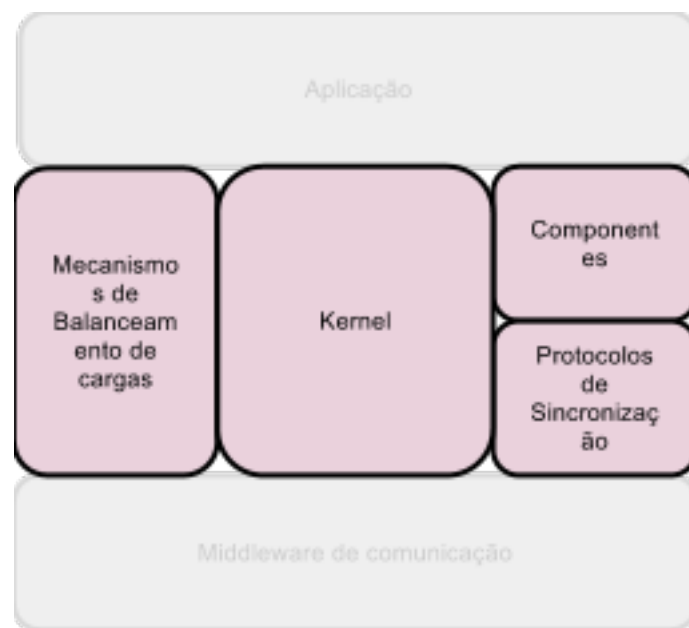 Aplicação
Mecanismo
s de
Balanceam
ento de
cargas
Kernel
Component
es
Protocolos
de
Sincronizaç
ão
Middleware de comunicação